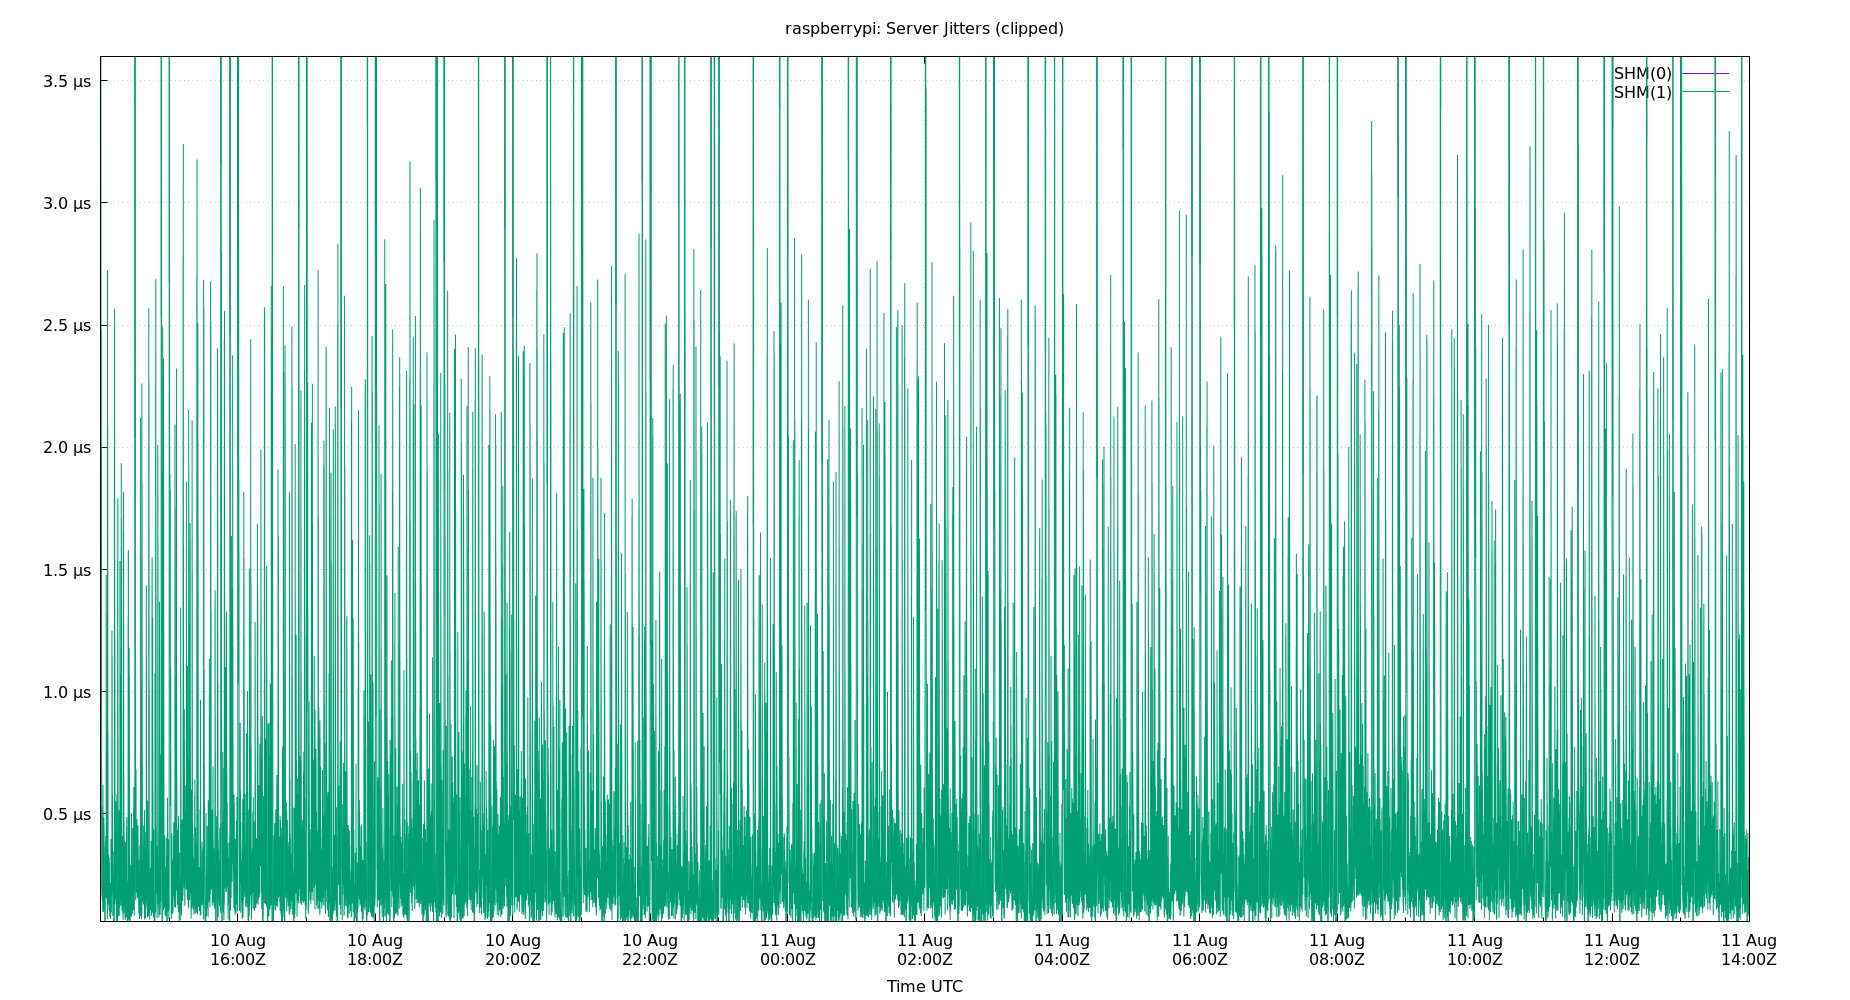 raspberrypi: Server Jitters (clipped)
SHM(0)
SHM(1)
3.5 µs
3.0 µs
2.5 µs
2.0 µs
1.5 µs
1.0 µs
0.5 µs
10 Aug 10 Aug 10 Aug 10 Aug 11 Aug 11 Aug 11 Aug 11 Aug 11 Aug 11 Aug 11 Aug 11 Aug
16:00Z 18:00Z 20:00Z 22:00Z 00:00Z 02:00Z 04:00Z 06:00Z 08:00Z 10:00Z 12:00Z 14:00Z
Time UTC